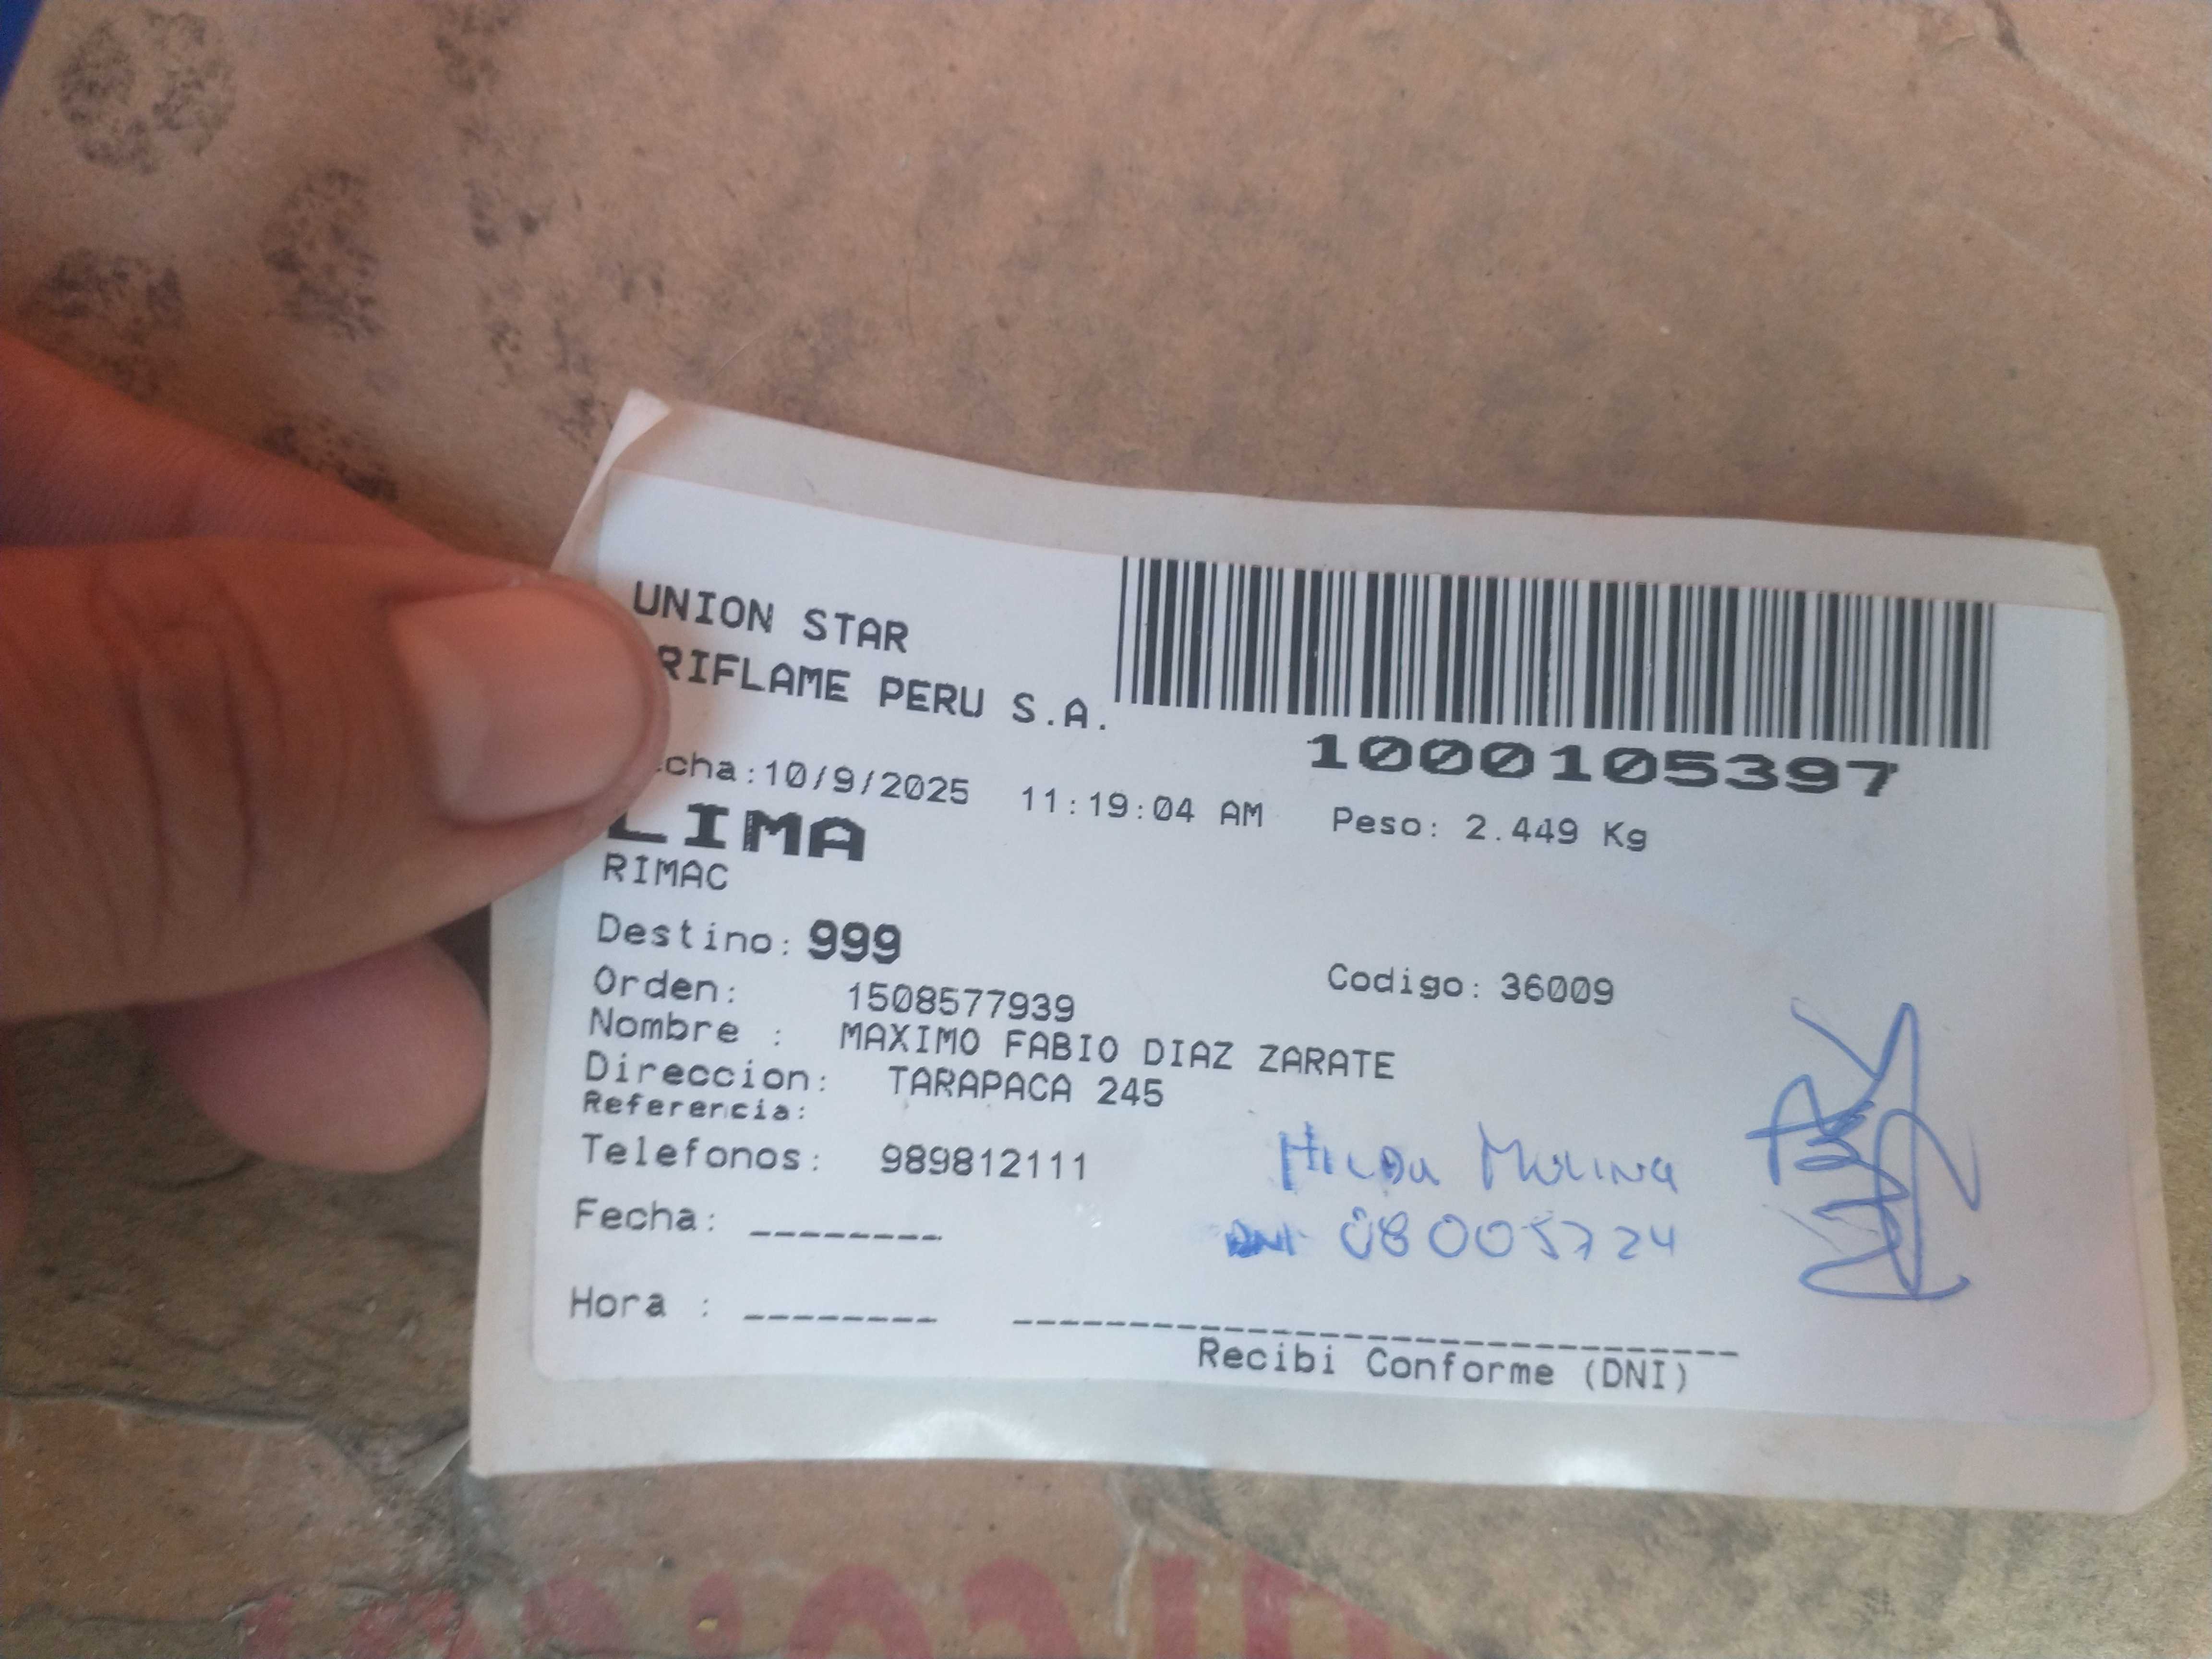 UNION STAR
RIFLAME PERU S.A.
1000105397
cha:10/9/2025 11:19:04 AM Peso: 2.449 Kg
LIMA
RIMAC
Destino: 999
Codigo: 36009
Orden: 1508577939
Nombre : MAXIMO FABIO DIAZ ZARATE
Direccion: TARAPACA 245
Referencia:
Telefonos: 989812111
Hilda Molina
DNI 08005724
Fecha: --------
Hora : --------
Recibi Conforme (DNI)